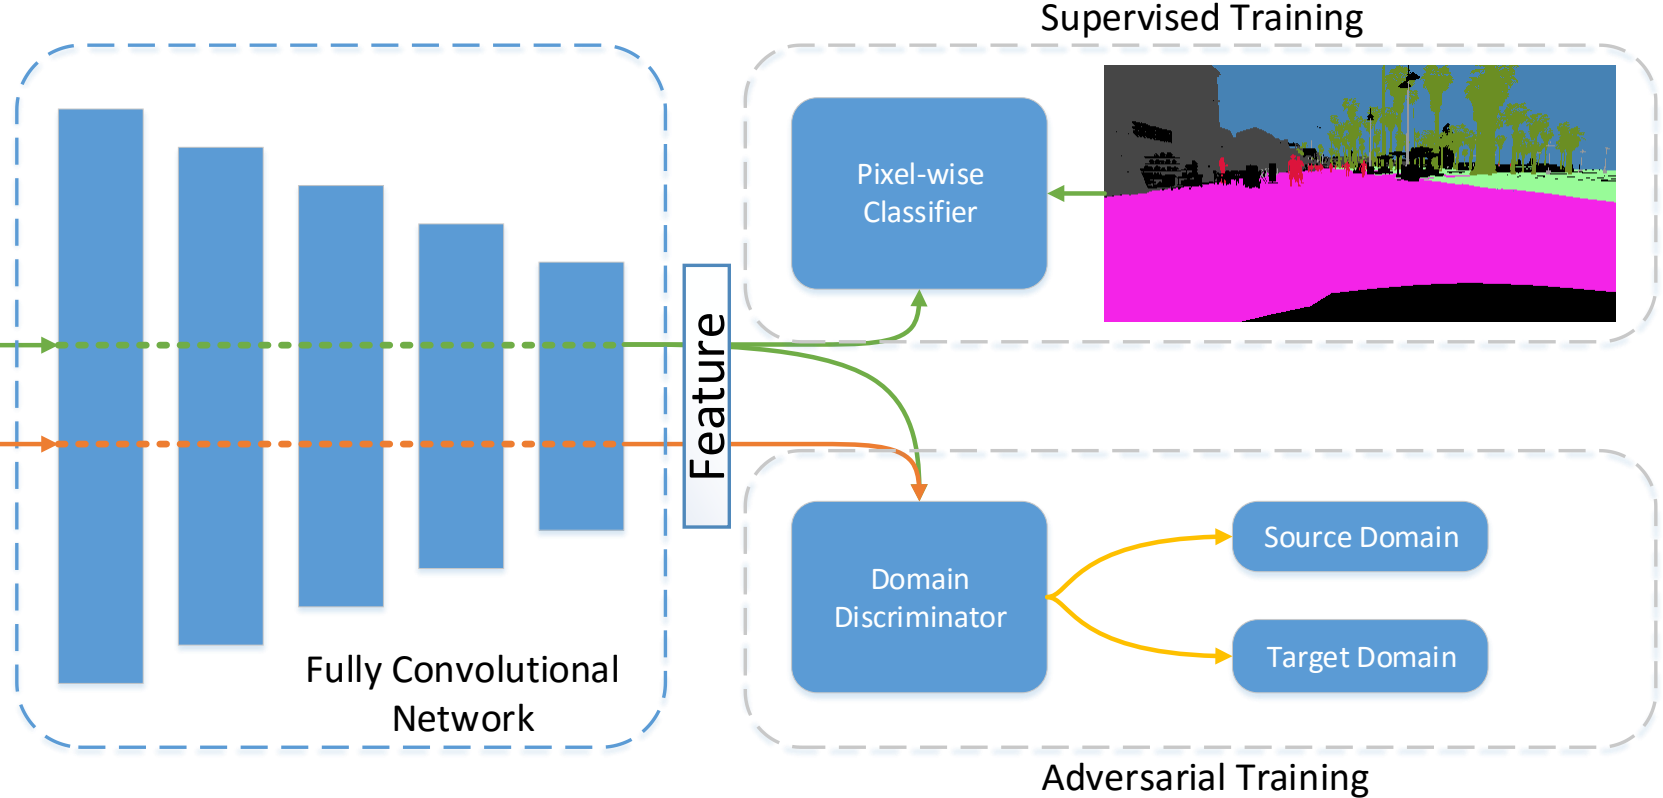 Supervised Training
Pixel-wise
Classifier
Feature
Domain
Discriminator
Source Domain
Target Domain
Fully Convolutional
Network
Adversarial Training